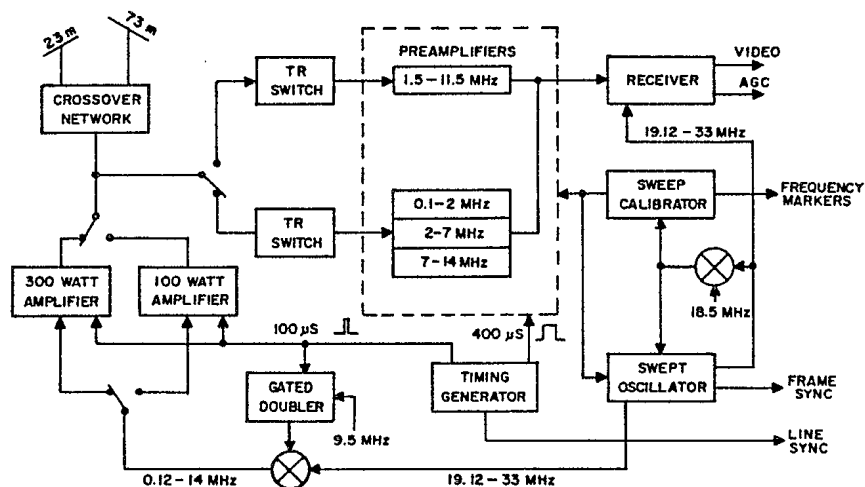 23m
73m
CROSSOVER
NETWORK
TR
SWITCH
PREAMPLIFIERS
1.5–11.5 MHz
RECEIVER
VIDEO
AGC
19.12–33 MHz
TR
SWITCH
0.1–2 MHz
2–7 MHz
7–14 MHz
SWEEP
CALIBRATOR
FREQUENCY
MARKERS
300 WATT
AMPLIFIER
100 WATT
AMPLIFIER
18.5 MHz
100 µS
400 µS
GATED
DOUBLER
TIMING
GENERATOR
SWEPT
OSCILLATOR
FRAME
SYNC
9.5 MHz
LINE
SYNC
0.12–14 MHz
19.12–33 MHz